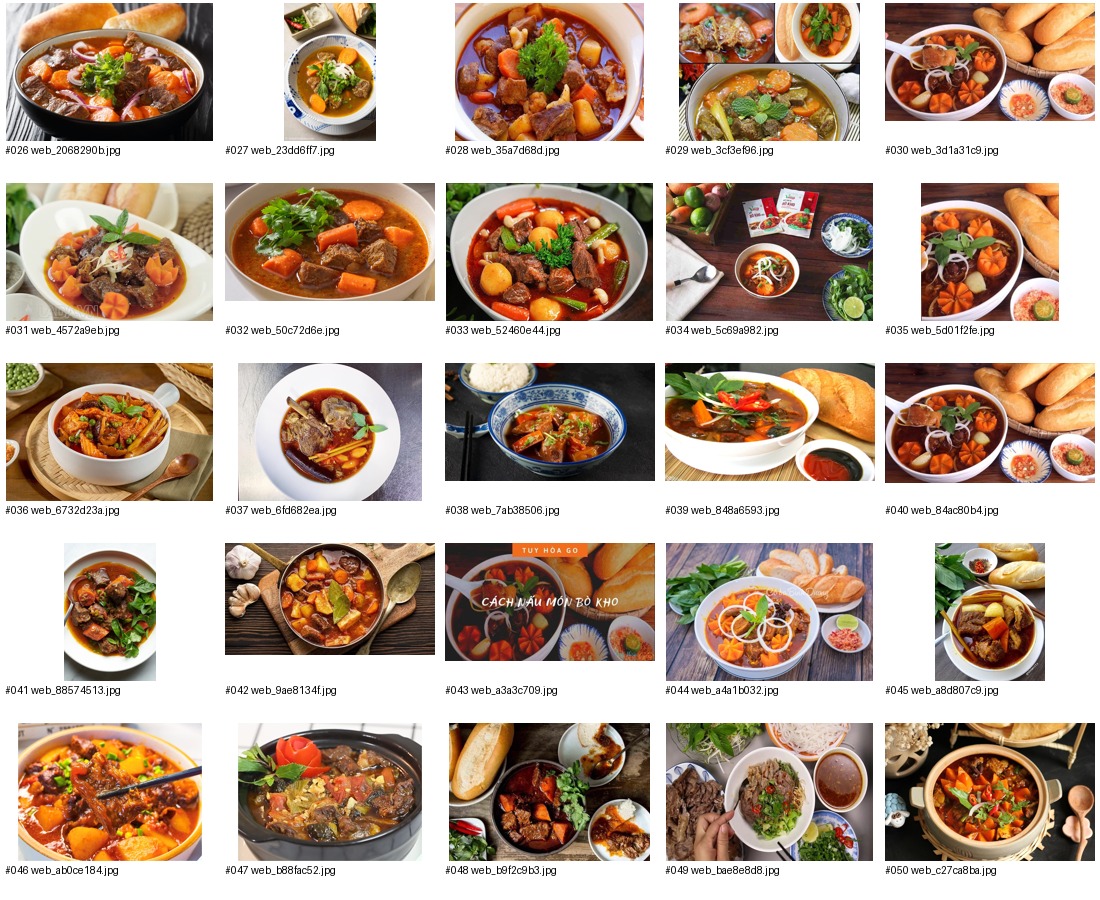 #026 web_2068290b.jpg
#027 web_23dd6ff7.jpg
#028 web_35a7d68d.jpg
#029 web_3cf3ef96.jpg
#030 web_3d1a31c9.jpg
#031 web_4572a9eb.jpg
#032 web_50c72d6e.jpg
#033 web_52460e44.jpg
#034 web_5c69a982.jpg
#035 web_5d01f2fe.jpg
#036 web_6732d23a.jpg
#037 web_6fd682ea.jpg
#038 web_7ab38506.jpg
#039 web_848a6593.jpg
#040 web_84ac80b4.jpg
TUY HÒA GO
CÁCH NẤU MÓN BÒ KHO
#041 web_88574513.jpg
#042 web_9ae8134f.jpg
#043 web_a3a3c709.jpg
#044 web_a4a1b032.jpg
#045 web_a8d807c9.jpg
#046 web_ab0ce184.jpg
#047 web_b88fac52.jpg
#048 web_b9f2c9b3.jpg
#049 web_bae8e8d8.jpg
#050 web_c27ca8ba.jpg